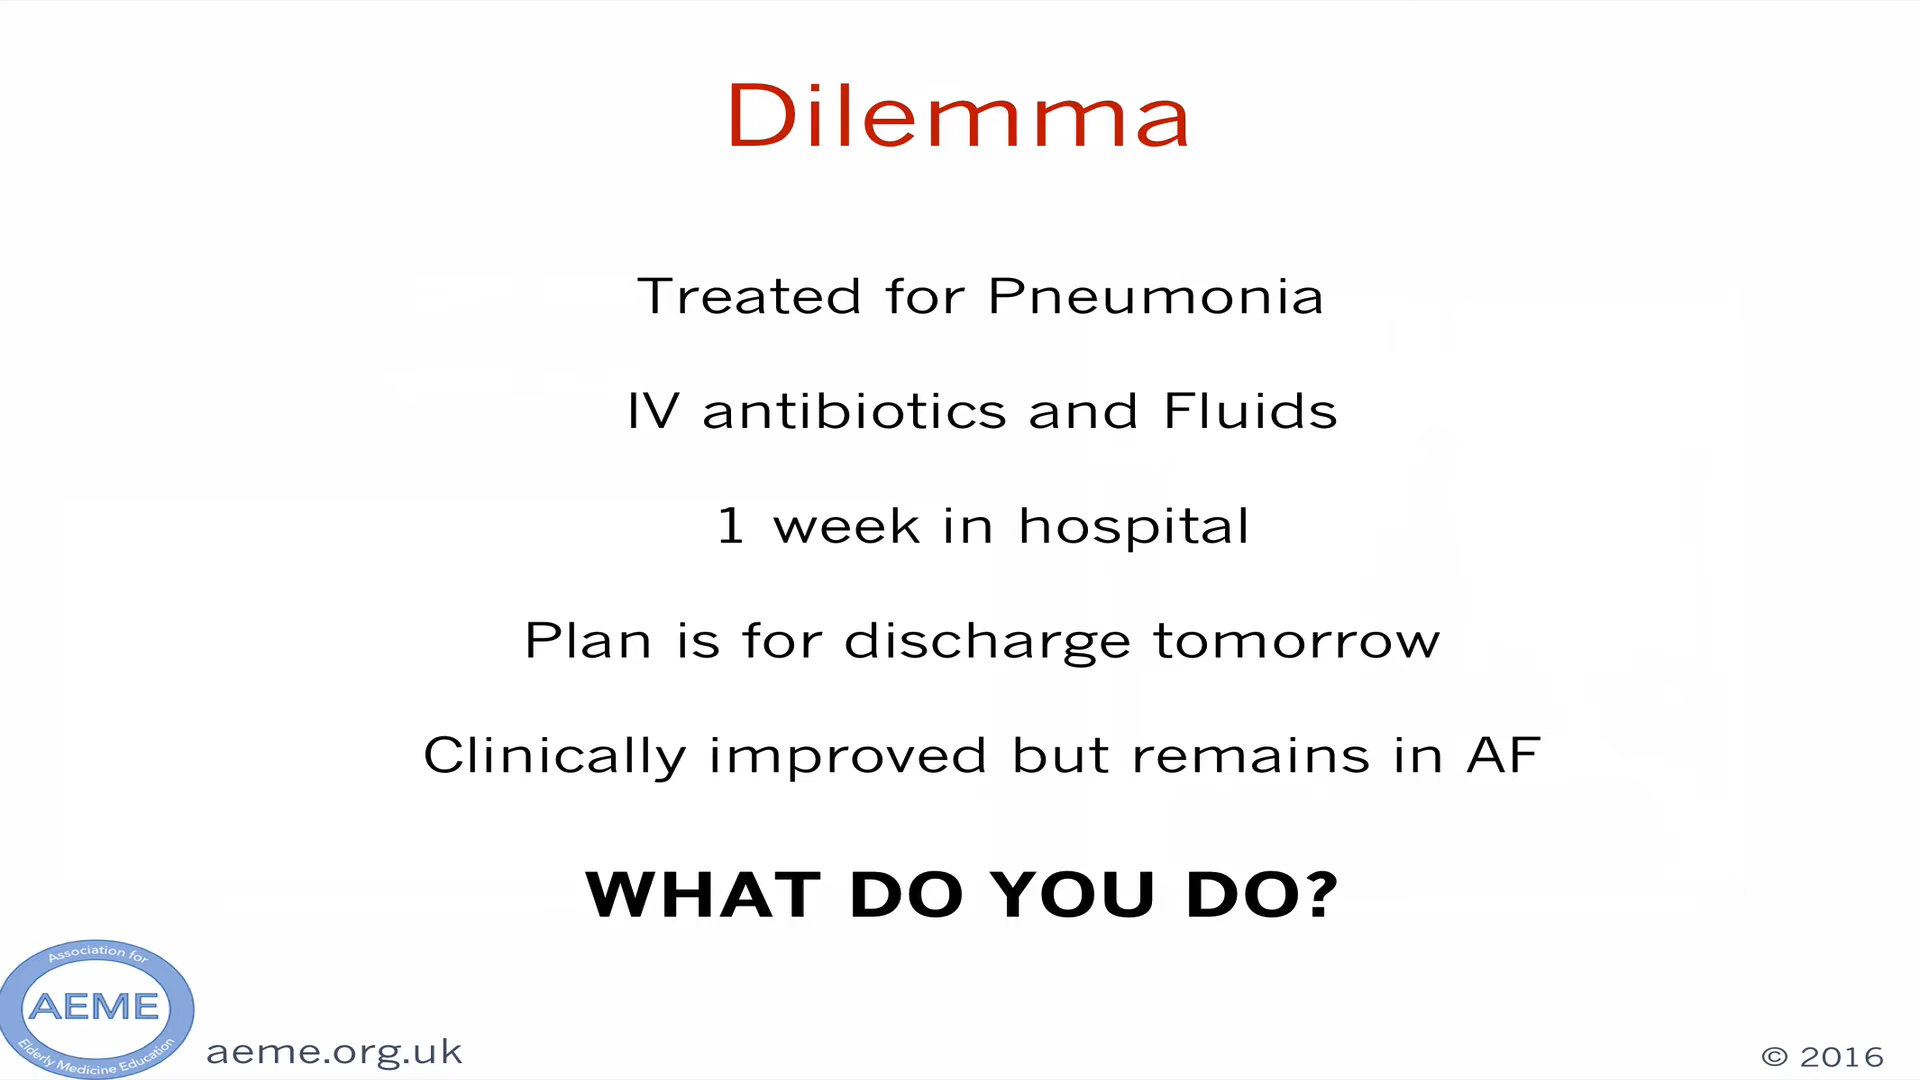 Dilemma
Treated for Pneumonia
IV antibiotics and Fluids
1 week in hospital
Plan is for discharge tomorrow
Clinically improved but remains in AF
WHAT DO YOU DO?
Association for
AEME
Elderly Medicine Education
aeme.org.uk
© 2016